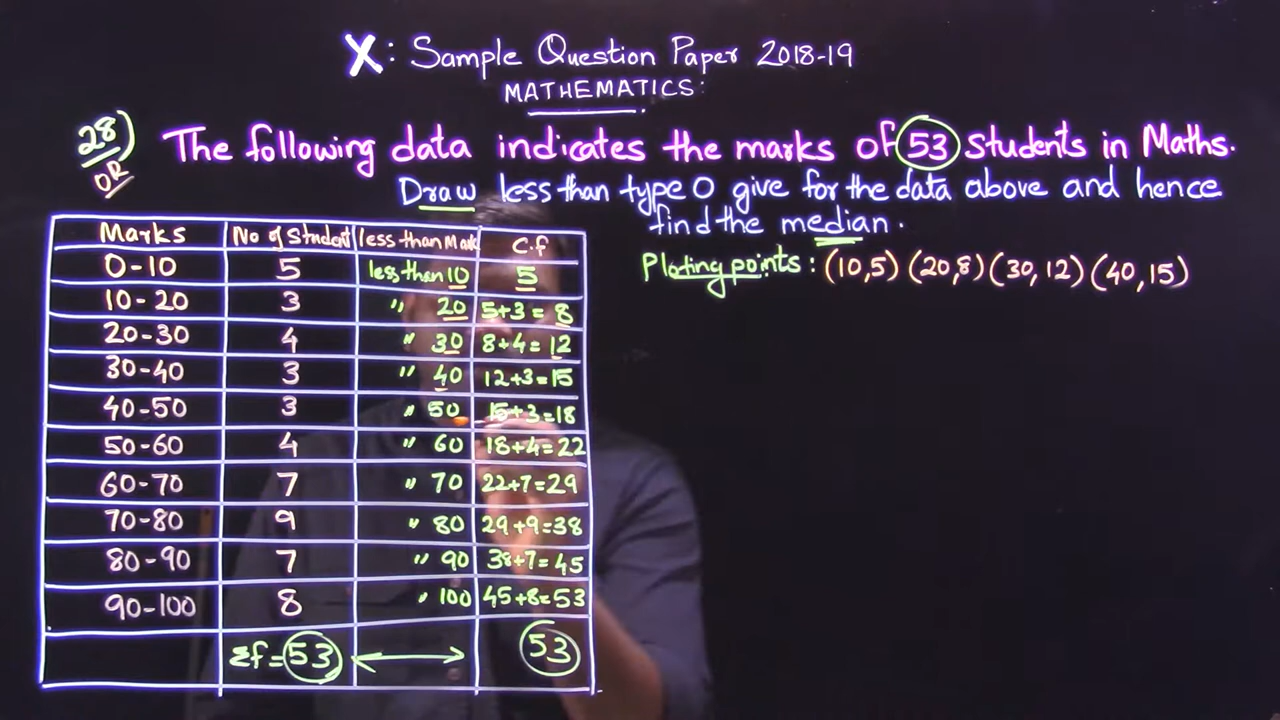 X: Sample Question Paper 2018-19
MATHEMATICS:
28) OR
The following data indicates the marks of 53 students in Maths.
Draw less than type O give for the data above and hence
find the median.
Marks No of Student less than Mark C.f
0-10 5 less than 10 5
10-20 3 " 20 5+3=8
20-30 4 " 30 8+4=12
30-40 3 " 40 12+3=15
40-50 3 " 50 15+3=18
50-60 4 " 60 18+4=22
60-70 7 " 70 22+7=29
70-80 9 " 80 29+9=38
80-90 7 " 90 38+7=45
90-100 8 " 100 45+8=53
Σf=53 53
Ploting points: (10,5) (20,8) (30,12) (40,15)